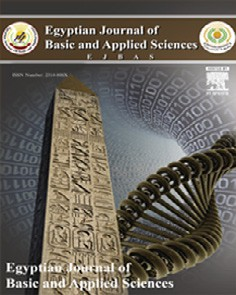 Egyptian Journal of
Basic and Applied Sciences
E J B A S
Egyptian Journal of
Basic and Applied Sciences